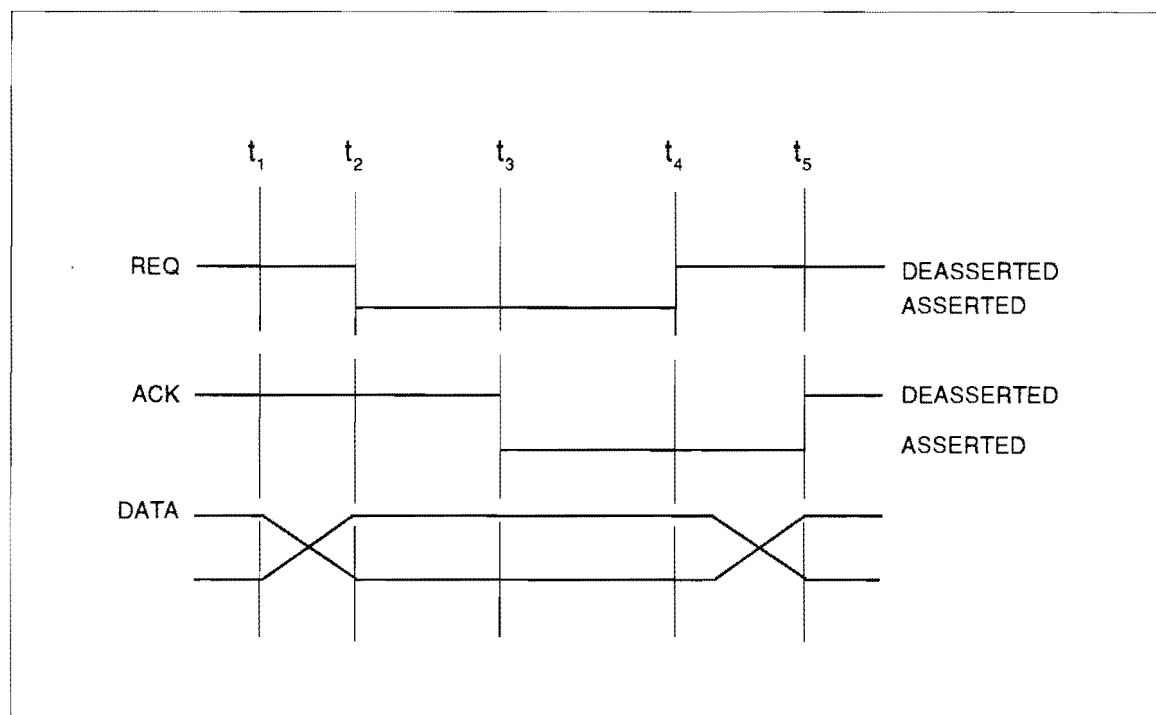 t₁ t₂ t₃ t₄ t₅
REQ DEASSERTED
ASSERTED
ACK DEASSERTED
ASSERTED
DATA